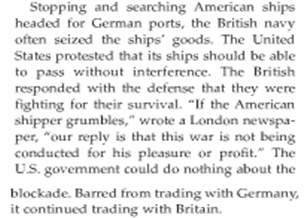 Stopping and searching American ships
headed for German ports, the British navy
often seized the ships' goods. The United
States protested that its ships should be able
to pass without interference. The British
responded with the defense that they were
fighting for their survival. "If the American
shipper grumbles," wrote a London newspa-
per, "our reply is that this war is not being
conducted for his pleasure or profit." The
U.S. government could do nothing about the
blockade. Barred from trading with Germany,
it continued trading with Britain.